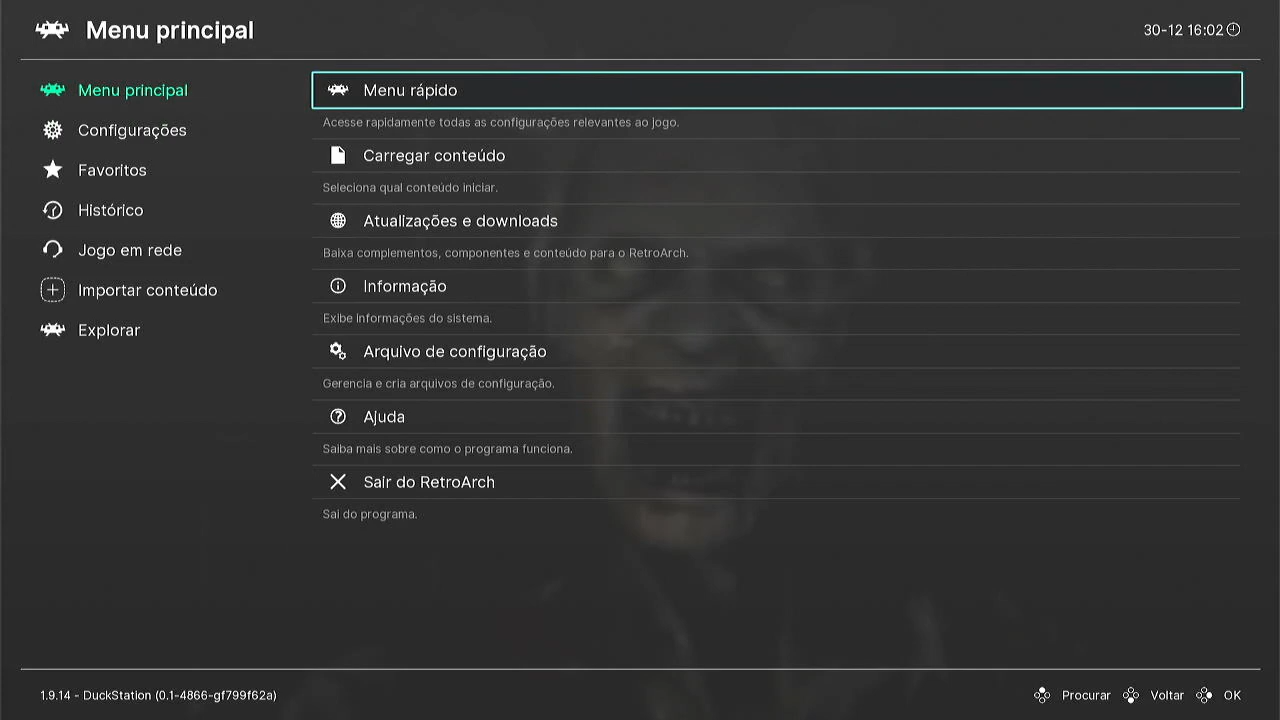 Menu principal
30-12 16:02
Menu principal
Configurações
Favoritos
Histórico
Jogo em rede
Importar conteúdo
Explorar
Menu rápido
Acesse rapidamente todas as configurações relevantes ao jogo.
Carregar conteúdo
Seleciona qual conteúdo iniciar.
Atualizações e downloads
Baixa complementos, componentes e conteúdo para o RetroArch.
Informação
Exibe informações do sistema.
Arquivo de configuração
Gerencia e cria arquivos de configuração.
Ajuda
Saiba mais sobre como o programa funciona.
Sair do RetroArch
Sai do programa.
1.9.14 - DuckStation (0.1-4866-gf799f62a)
Procurar
Voltar
OK